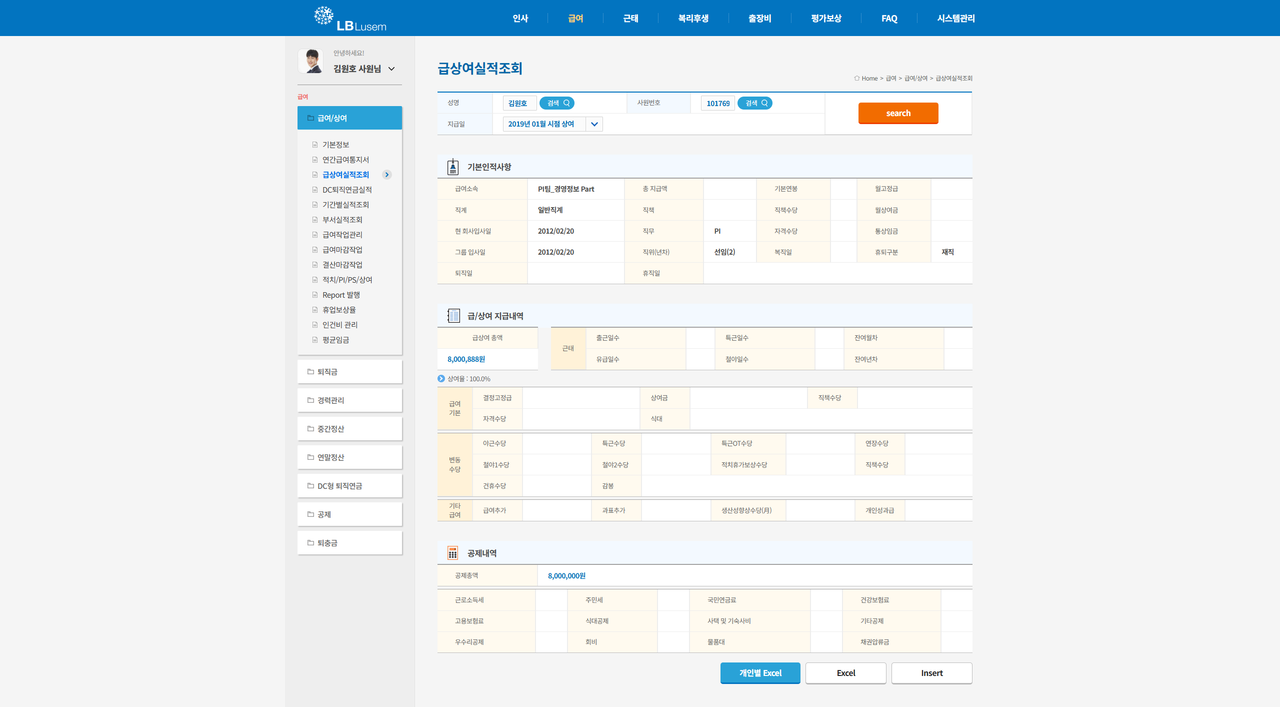 LB Lusem
인사 급여 근태 복리후생 출장비 평가보상 FAQ 시스템관리
안녕하세요!
김원호 사원님
급여
급여/상여
기본정보
연간급여통지서
급상여실적조회
DC퇴직연금실적
기간별실적조회
부서실적조회
급여작업관리
급여마감작업
결산마감작업
적치/PI/PS/상여
Report 발행
휴업보상율
인건비 관리
평균임금
퇴직금
경력관리
중간정산
연말정산
DC형 퇴직연금
공제
퇴충금
급상여실적조회
Home > 급여 > 급여/상여 > 급상여실적조회
성명 김원호 검색 사원번호 101769 검색
지급일 2019년 01월 시점 상여
search
기본인적사항
급여소속 PI팀_경영정보 Part 총 지급액 기본연봉 월고정급
직계 일반직계 직책 직책수당 월상여금
현 회사입사일 2012/02/20 직무 PI 자격수당 통상임금
그룹 입사일 2012/02/20 직위(년차) 선임(2) 복직일 휴퇴구분 재직
퇴직일 휴직일
급/상여 지급내역
급상여 총액
8,000,888원
근태 출근일수 특근일수 잔여월차
유급일수 철야일수 잔여년차
상여율 : 100.0%
급여
기본
결정고정급 상여금 직책수당
자격수당 식대
변동
수당
야근수당 특근수당 특근OT수당 연장수당
철야1수당 철야2수당 적치휴가보상수당 직책수당
건휴수당 감봉
기타
급여
급여추가 과표추가 생산상향상수당(月) 개인성과급
공제내역
공제총액 8,000,000원
근로소득세 주민세 국민연금료 건강보험료
고용보험료 식대공제 사택 및 기숙사비 기타공제
우수리공제 회비 물품대 채권압류금
개인별 Excel Excel Insert